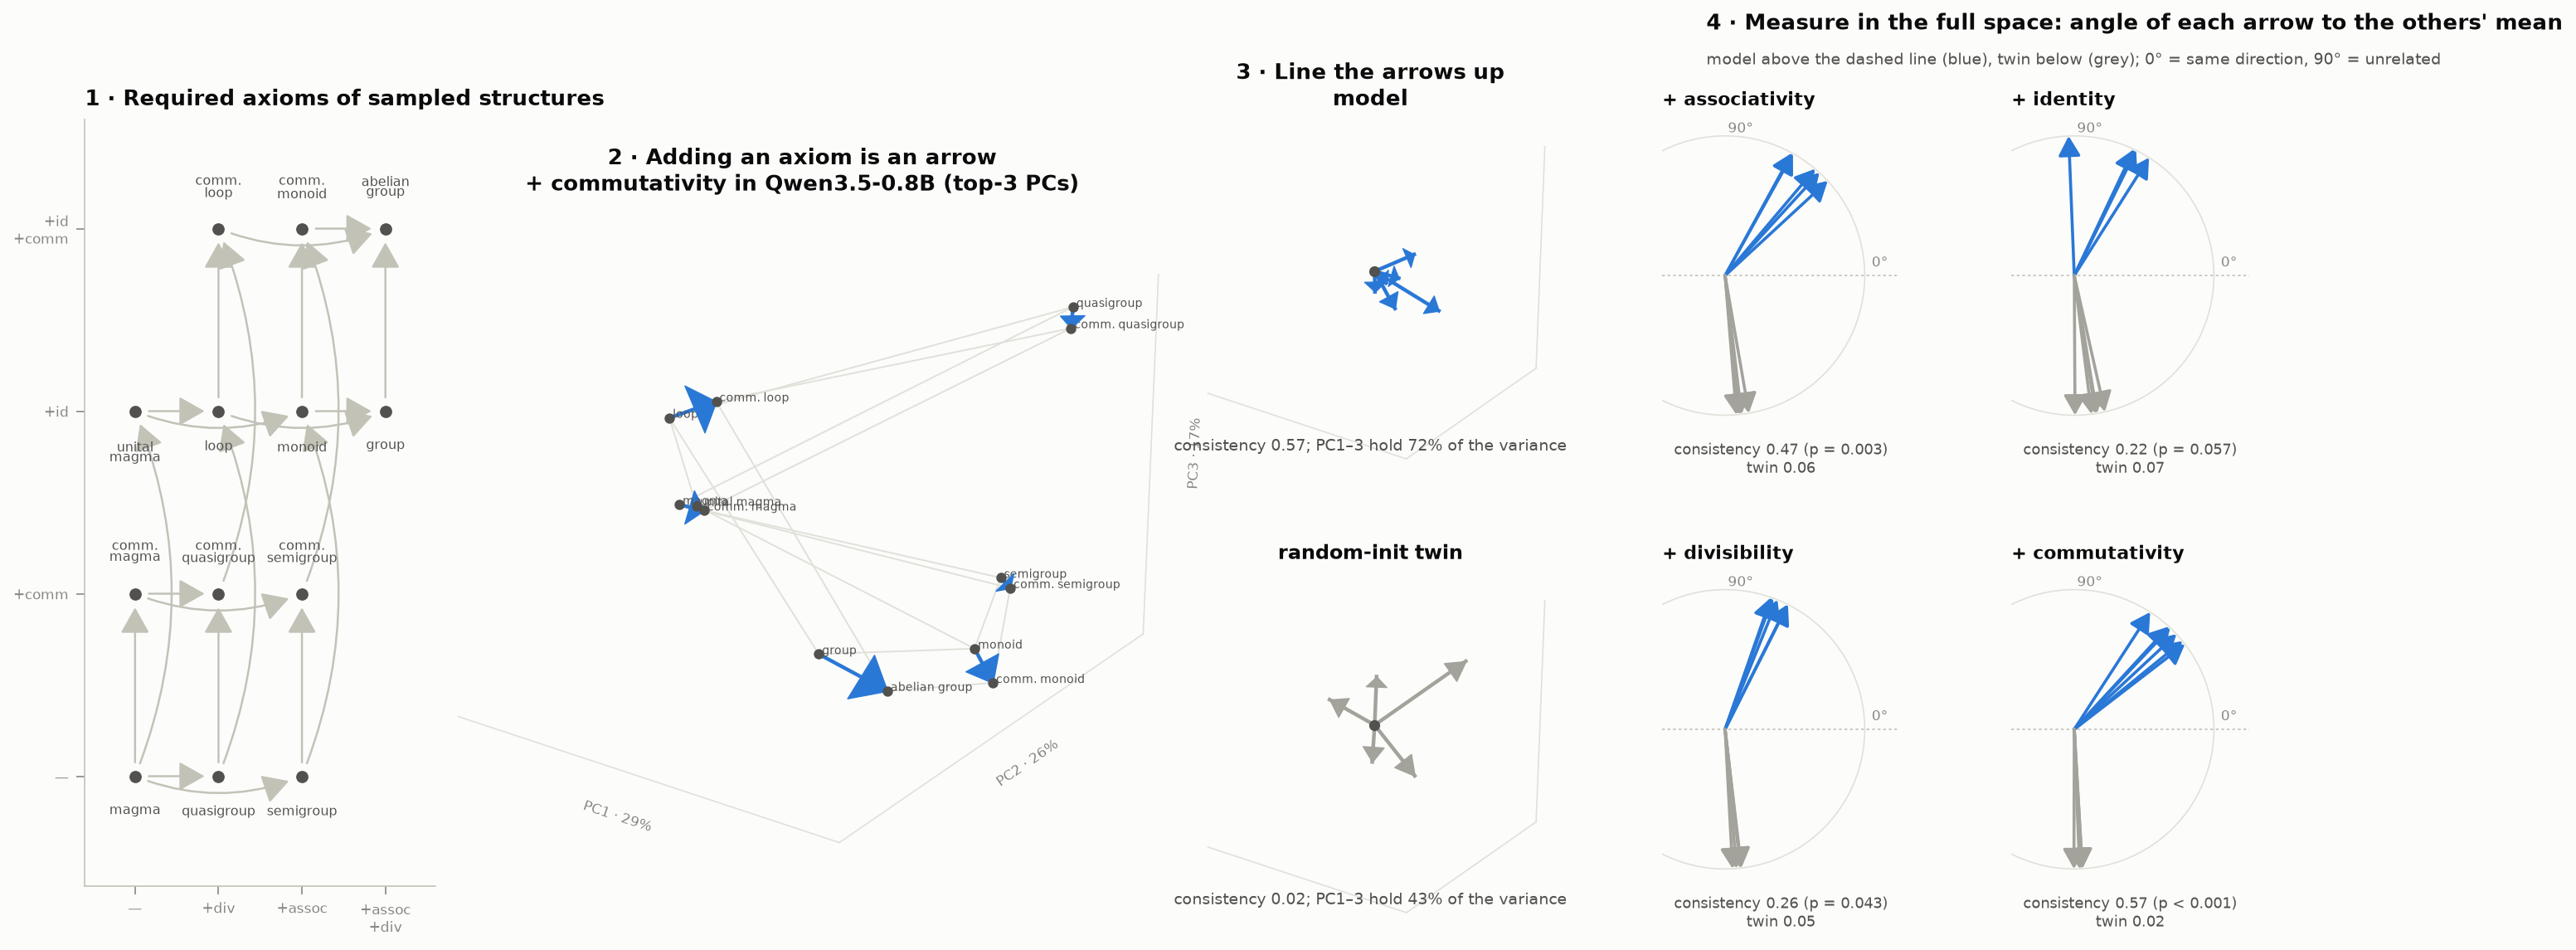 4 · Measure in the full space: angle of each arrow to the others' mean
model above the dashed line (blue), twin below (grey); 0° = same direction, 90° = unrelated
1 · Required axioms of sampled structures
+id
+comm
+id
+comm
—
comm.
loop
comm.
monoid
abelian
group
unital
magma
loop
monoid
group
comm.
magma
comm.
quasigroup
comm.
semigroup
magma
quasigroup
semigroup
—
+div
+assoc
+assoc
+div
2 · Adding an axiom is an arrow
+ commutativity in Qwen3.5-0.8B (top-3 PCs)
quasigroup
comm. quasigroup
comm. loop
loop
comm. magma
semigroup
comm. semigroup
monoid
comm. monoid
group
abelian group
PC1 · 29%
PC2 · 26%
PC3 · 17%
3 · Line the arrows up
model
consistency 0.57; PC1–3 hold 72% of the variance
random-init twin
consistency 0.02; PC1–3 hold 43% of the variance
+ associativity
90°
0°
consistency 0.47 (p = 0.003)
twin 0.06
+ identity
90°
0°
consistency 0.22 (p = 0.057)
twin 0.07
+ divisibility
90°
0°
consistency 0.26 (p = 0.043)
twin 0.05
+ commutativity
90°
0°
consistency 0.57 (p < 0.001)
twin 0.02